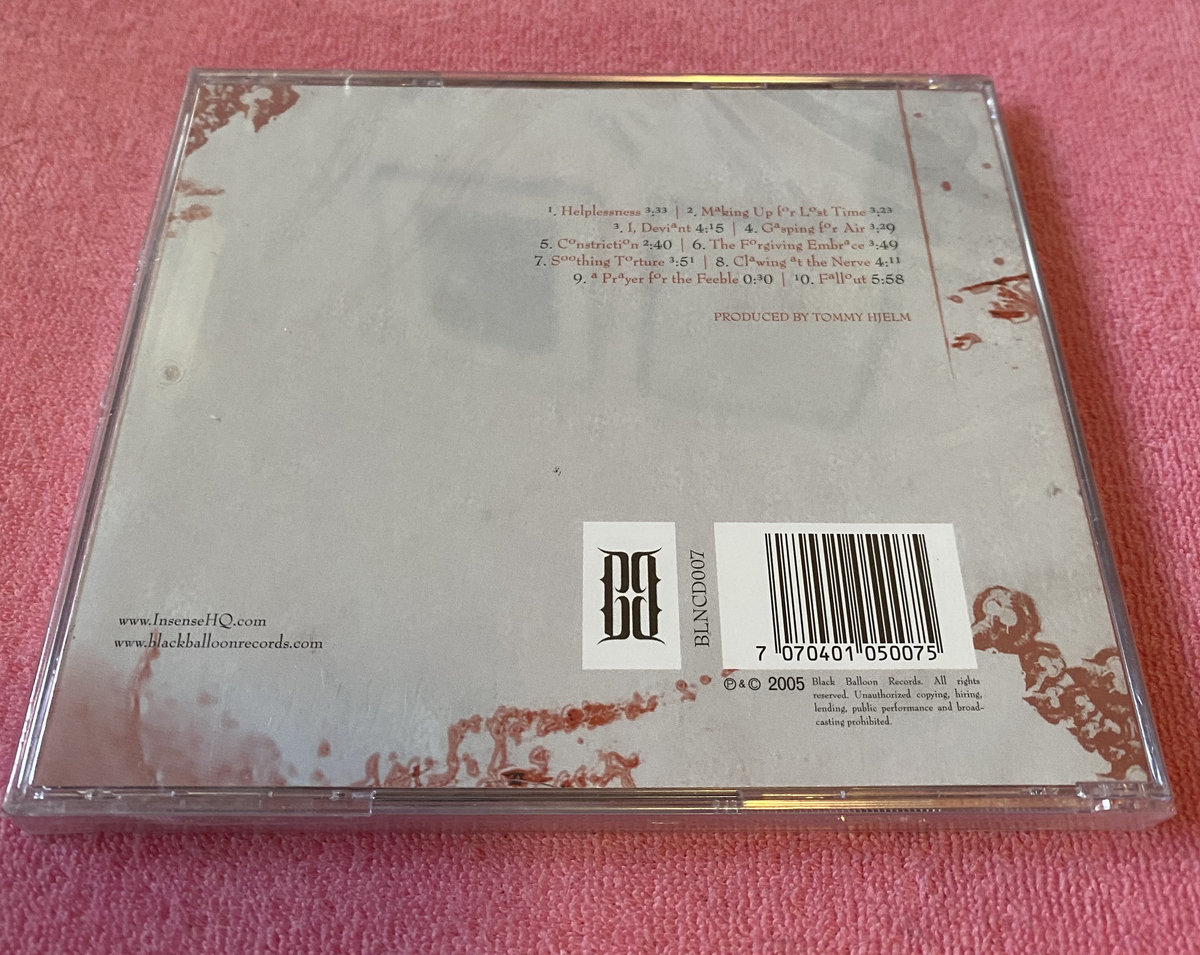 1. Helplessness 3:33 | 2. Making Up for Lost Time 3:23
3. I, Deviant 4:15 | 4. Gasping for Air 3:29
5. Constriction 2:40 | 6. The Forgiving Embrace 3:49
7. Soothing Torture 3:51 | 8. Clawing at the Nerve 4:11
9. a Prayer for the Feeble 0:30 | 10. Fallout 5:58
PRODUCED BY TOMMY HJELM
www.InsenseHQ.com
www.blackballoonrecords.com
BLNCD007
7 070401 050075
℗ & © 2005 Black Balloon Records. All rights
reserved. Unauthorized copying, hiring,
lending, public performance and broad-
casting prohibited.